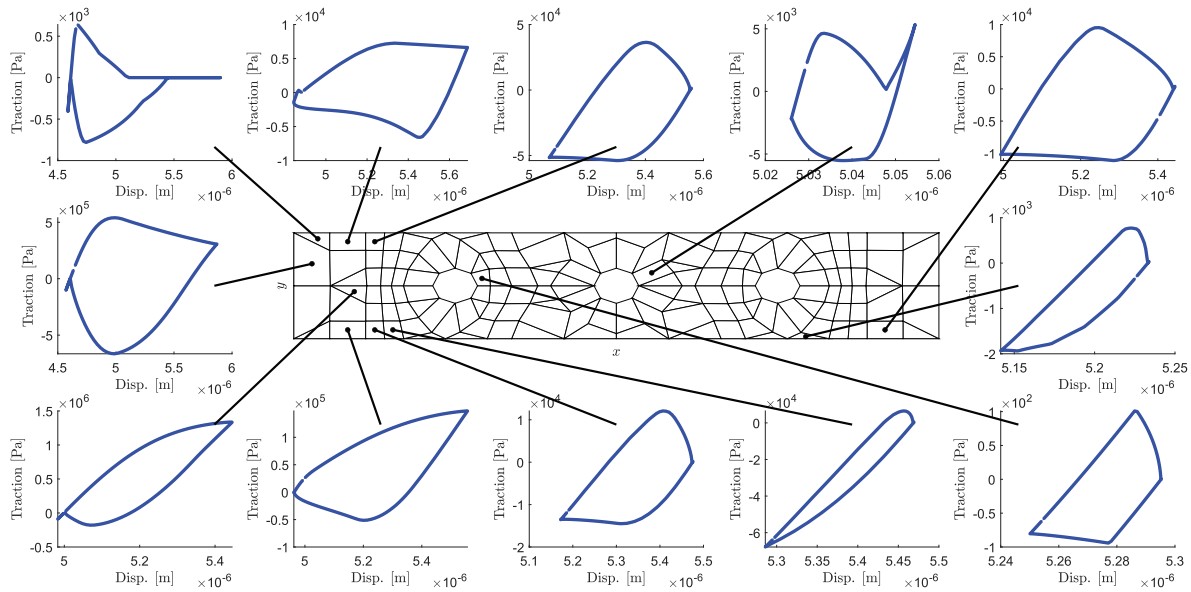 ×10³
0.5
0
-0.5
-1
4.5 5 5.5 6
Traction [Pa]
Disp. [m]
×10⁻⁶
×10⁴
1
0.5
0
-0.5
-1
5 5.2 5.4 5.6
Traction [Pa]
Disp. [m]
×10⁻⁶
×10⁴
5
0
-5
5 5.2 5.4 5.6
Traction [Pa]
Disp. [m]
×10⁻⁶
×10³
5
0
-5
5.02 5.03 5.04 5.05 5.06
Traction [Pa]
Disp. [m]
×10⁻⁶
×10⁴
1
0.5
0
-0.5
-1
5 5.2 5.4
Traction [Pa]
Disp. [m]
×10⁻⁶
×10⁵
5
0
-5
4.5 5 5.5 6
Traction [Pa]
Disp. [m]
×10⁻⁶
y
x
×10³
1
0
-1
-2
5.15 5.2 5.25
Traction [Pa]
Disp. [m]
×10⁻⁶
×10⁶
1.5
1
0.5
0
-0.5
5 5.2 5.4
Traction [Pa]
Disp. [m]
×10⁻⁶
×10⁵
1
0.5
0
-0.5
-1
5 5.2 5.4
Traction [Pa]
Disp. [m]
×10⁻⁶
×10⁴
1
0
-1
-2
5.1 5.2 5.3 5.4 5.5
Traction [Pa]
Disp. [m]
×10⁻⁶
×10⁴
0
-2
-4
-6
5.3 5.35 5.4 5.45 5.5
Traction [Pa]
Disp. [m]
×10⁻⁶
×10²
1
0.5
0
-0.5
-1
5.24 5.26 5.28 5.3
Traction [Pa]
Disp. [m]
×10⁻⁶